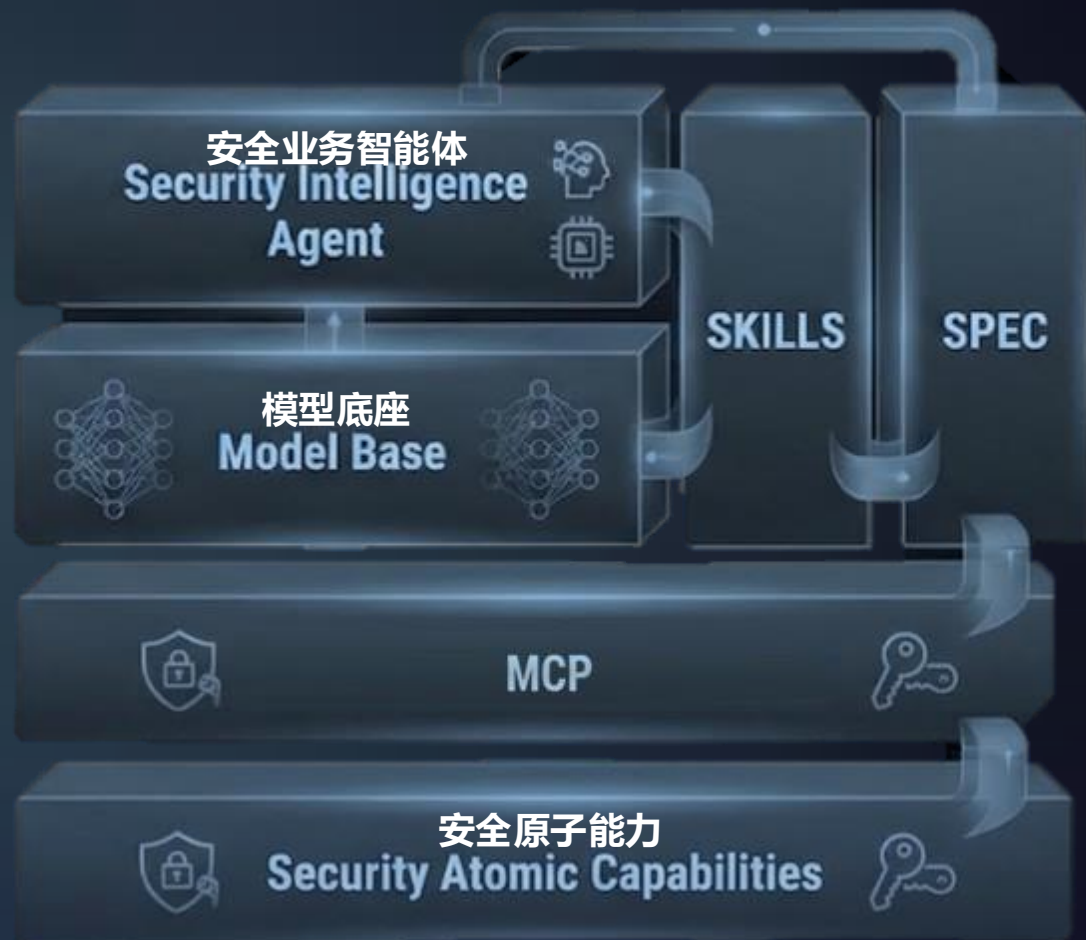 安全业务智能体
Security Intelligence
Agent
SKILLS
SPEC
模型底座
Model Base
MCP
安全原子能力
Security Atomic Capabilities